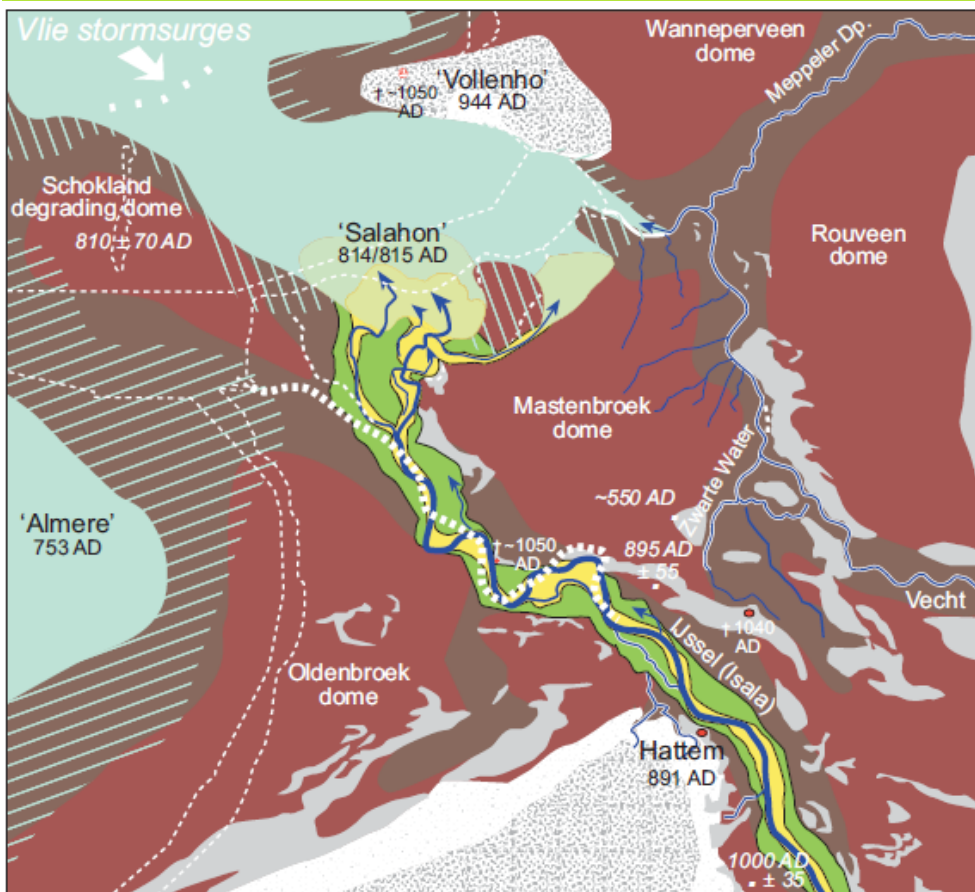 Vlie stormsurges
Wanneperveen
dome
Meppeler Dp.
'Vollenho'
944 AD
† ~1050
AD
Schokland
degrading dome
810 ± 70 AD
'Salahon'
814/815 AD
Rouveen
dome
Mastenbroek
dome
Zwarte Water
~550 AD
'Almere'
753 AD
† ~1050
AD
895 AD
± 55
Vecht
† 1040
AD
IJssel (Isala)
Oldenbroek
dome
Hattem
891 AD
1000 AD
± 35